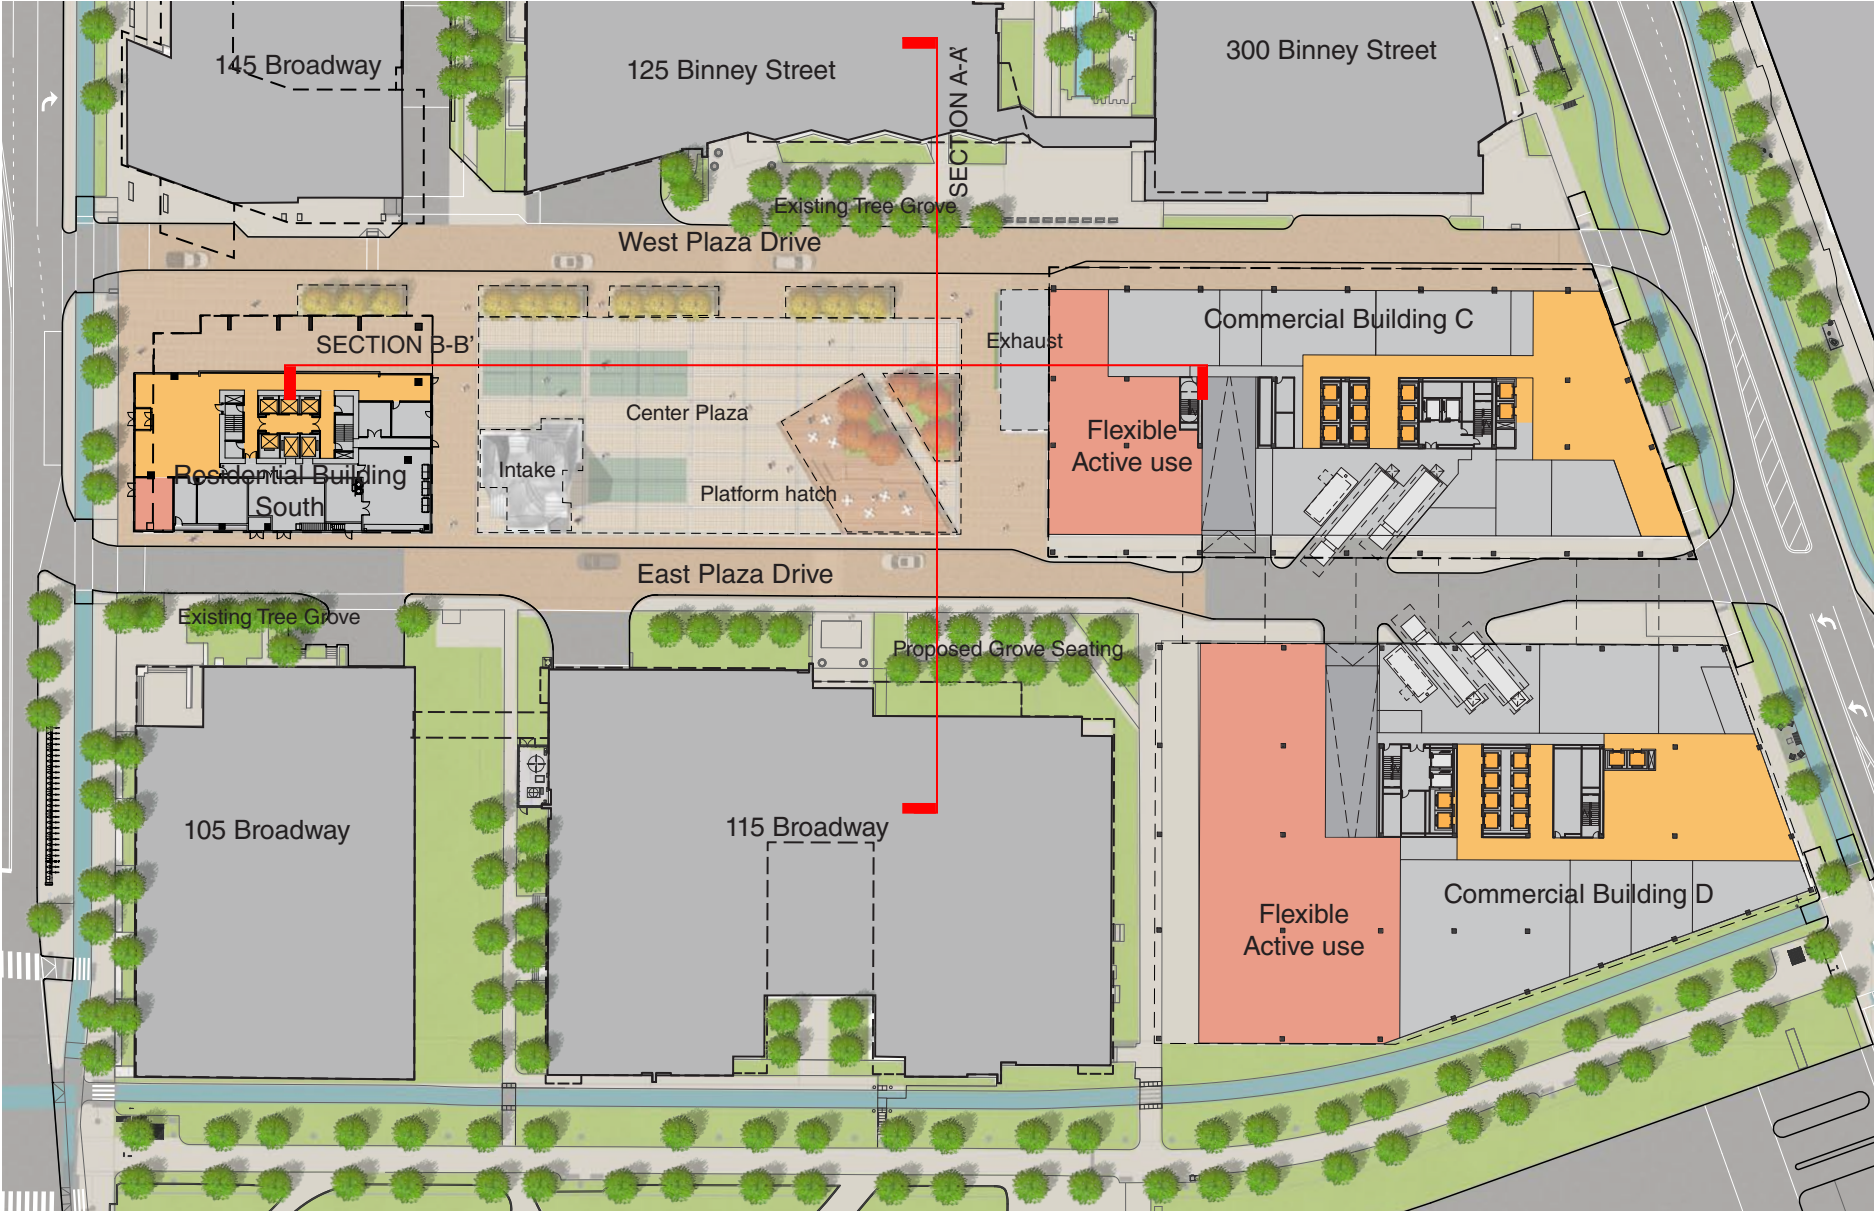 145 Broadway
125 Binney Street
SECTION A-A'
300 Binney Street
Existing Tree Grove
West Plaza Drive
SECTION B-B'
Exhaust
Commercial Building C
Center Plaza
Flexible
Active use
Intake
Platform hatch
Residential Building
South
East Plaza Drive
Existing Tree Grove
Proposed Grove Seating
105 Broadway
115 Broadway
Commercial Building D
Flexible
Active use